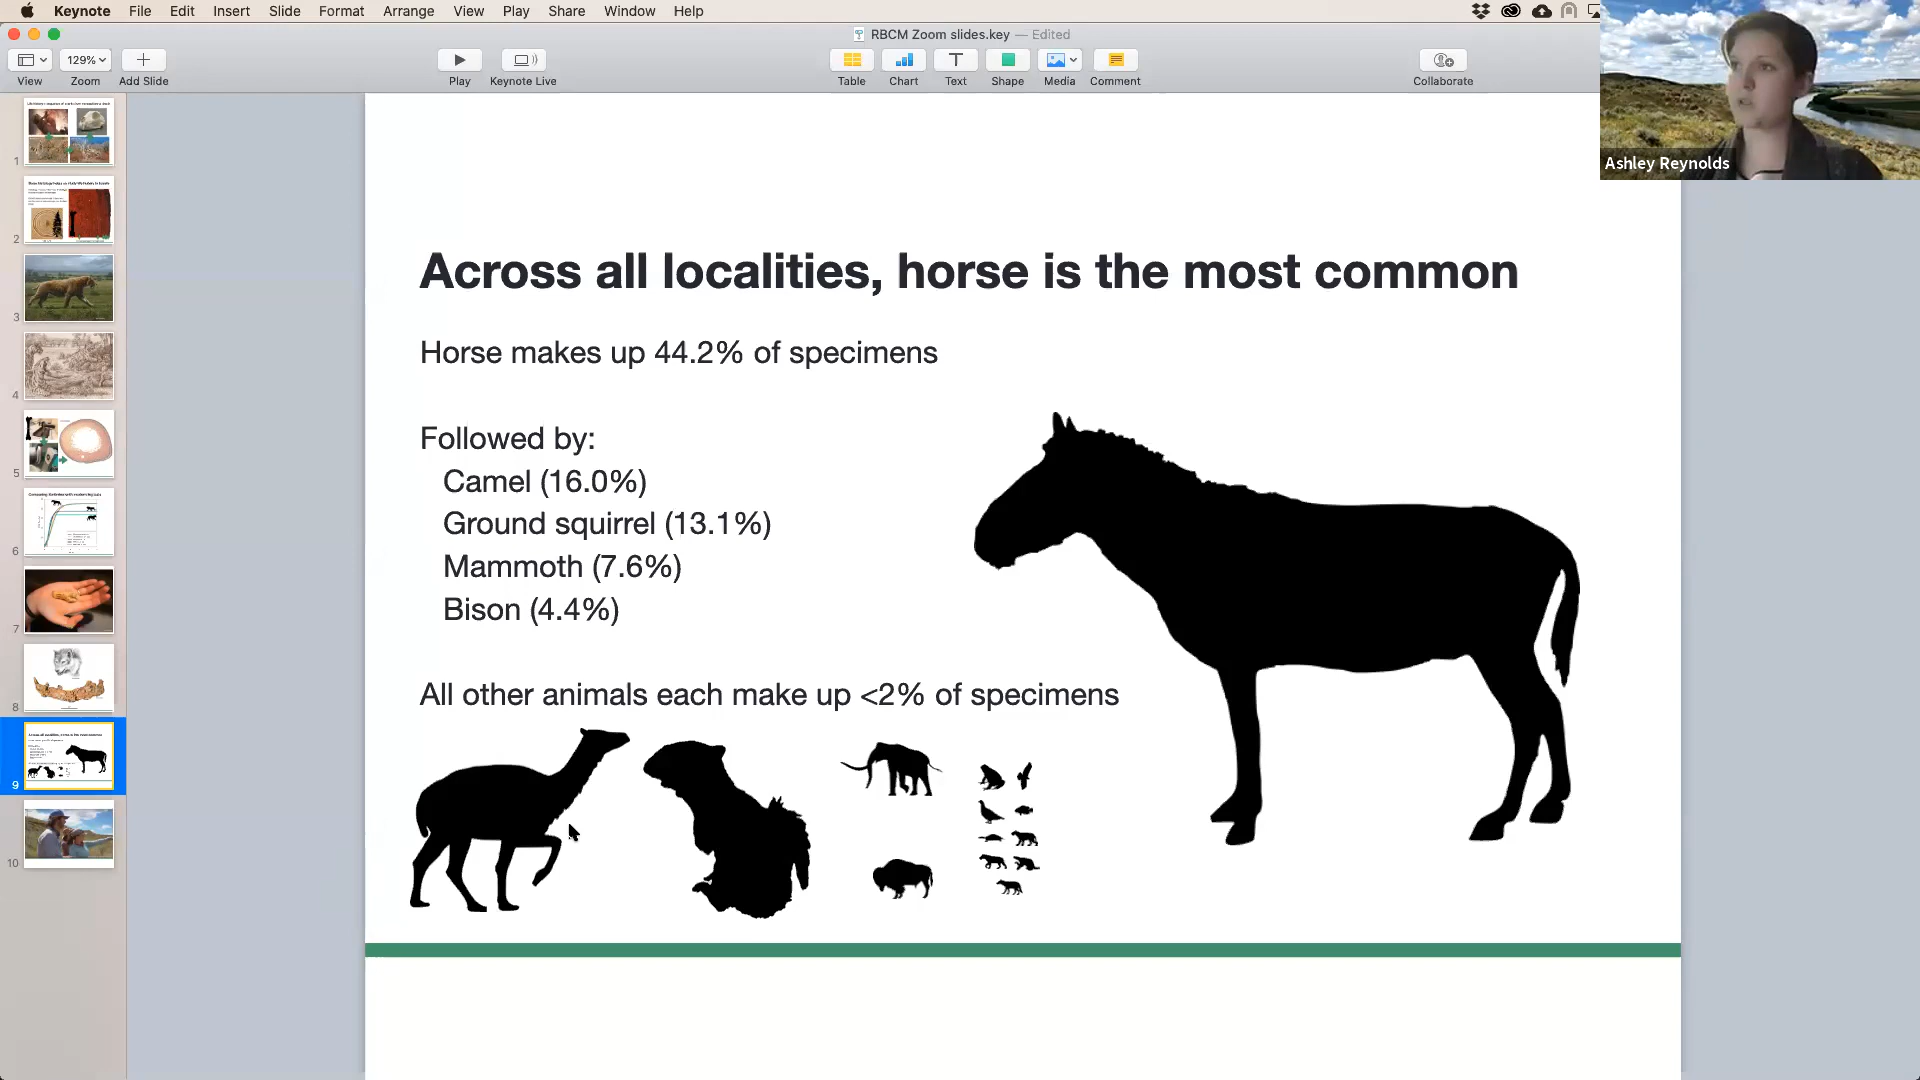 Keynote File Edit Insert Slide Format Arrange View Play Share Window Help
RBCM Zoom slides.key — Edited
129%
View Zoom Add Slide Play Keynote Live Table Chart Text Shape Media Comment Collaborate
Ashley Reynolds
Across all localities, horse is the most common
Horse makes up 44.2% of specimens
Followed by:
Camel (16.0%)
Ground squirrel (13.1%)
Mammoth (7.6%)
Bison (4.4%)
All other animals each make up <2% of specimens
1
2
3
4
5
6
7
8
9
10